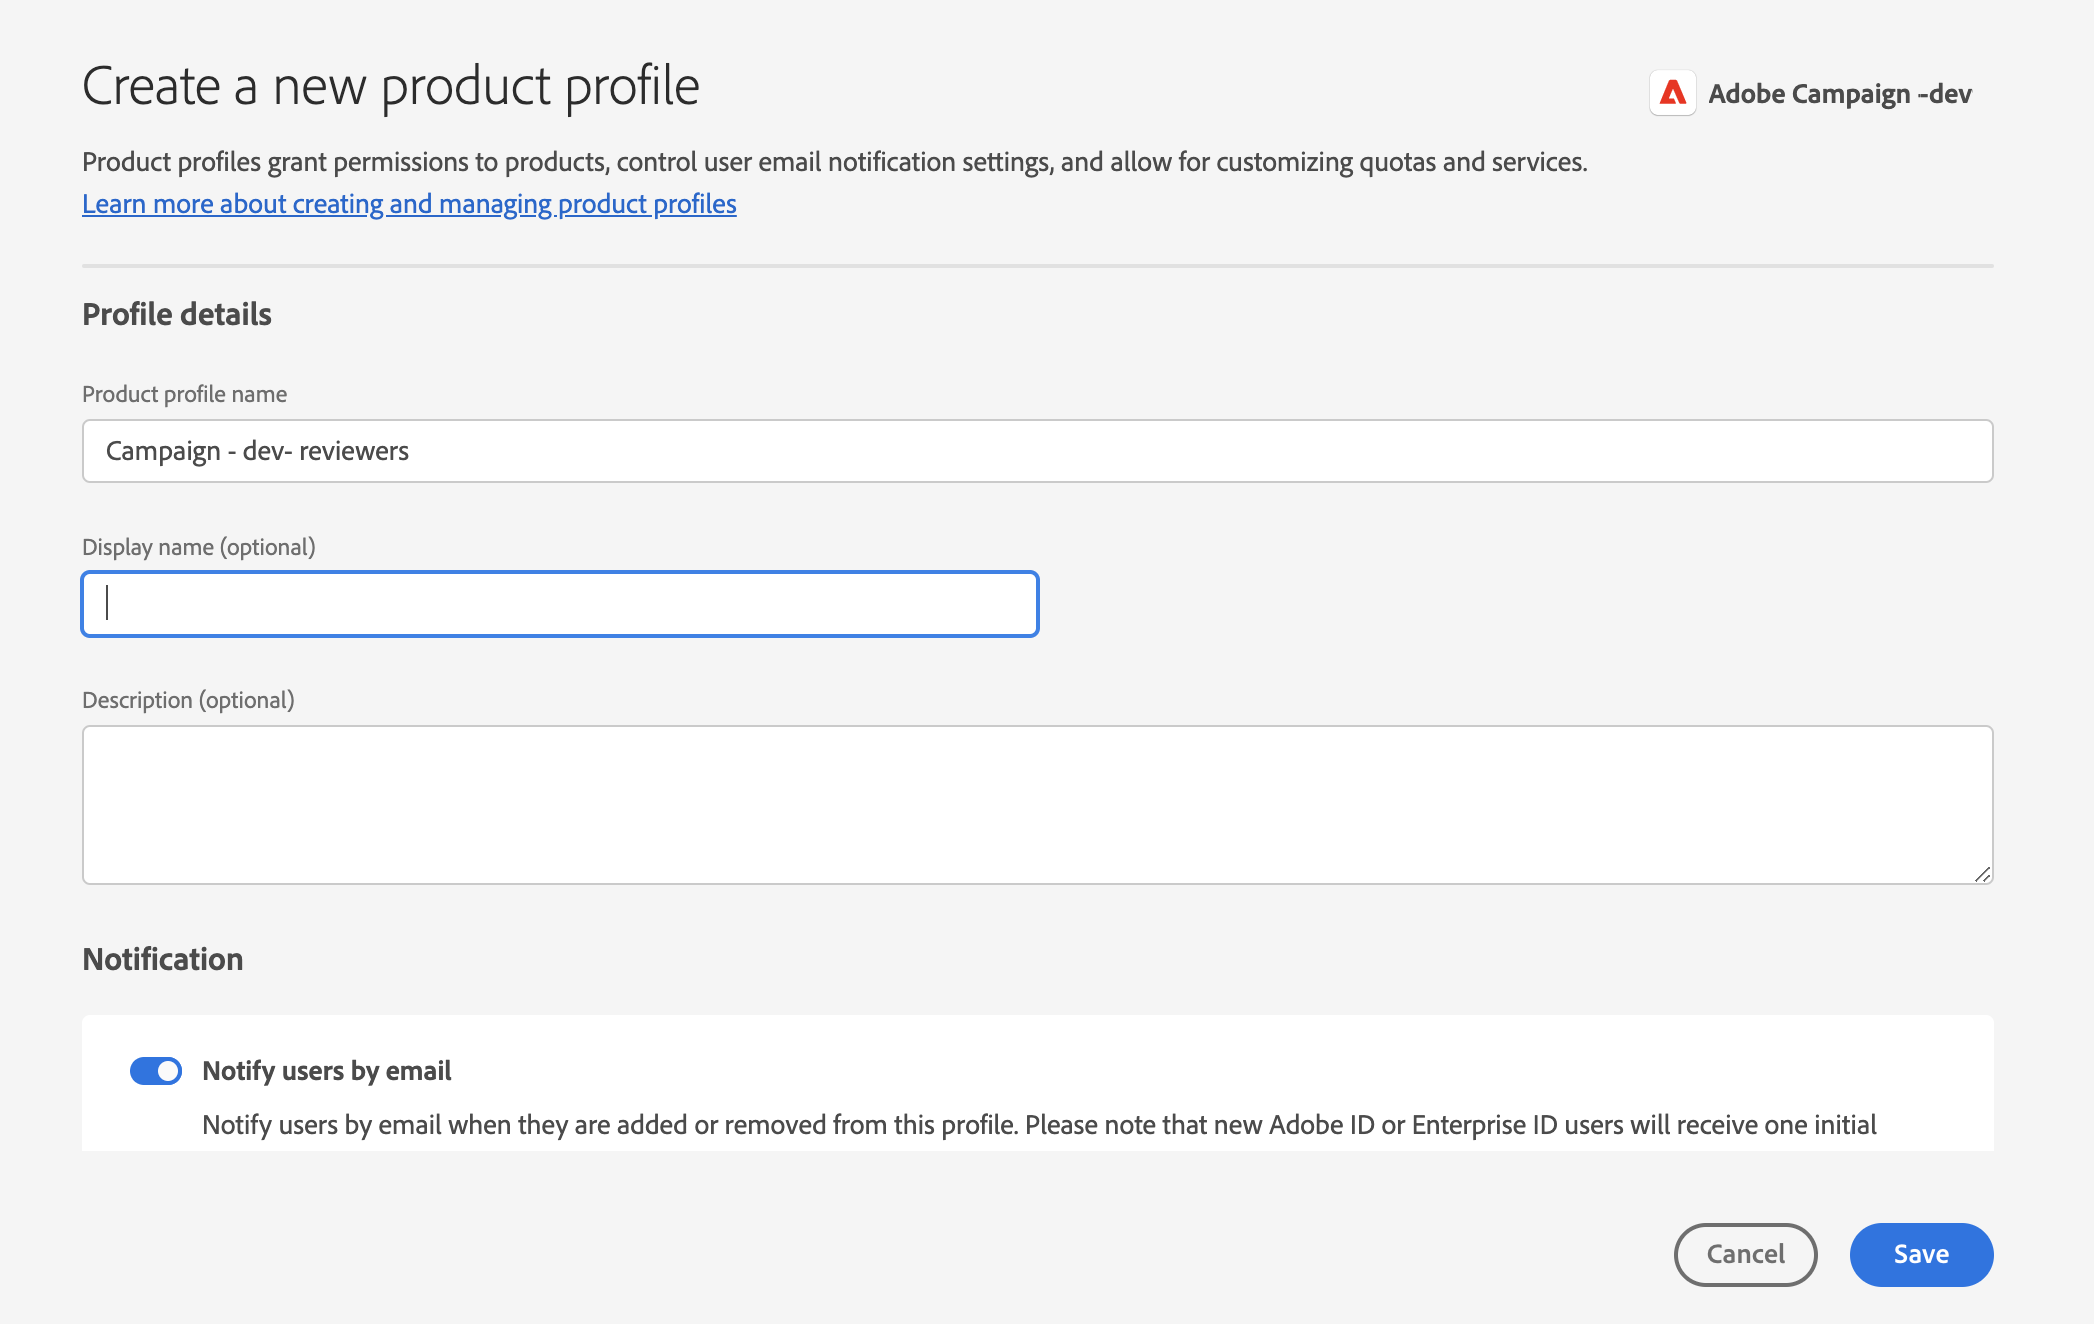 Create a new product profile
Adobe Campaign -dev
Product profiles grant permissions to products, control user email notification settings, and allow for customizing quotas and services.
Learn more about creating and managing product profiles
Profile details
Product profile name
Campaign - dev- reviewers
Display name (optional)
Description (optional)
Notification
Notify users by email
Notify users by email when they are added or removed from this profile. Please note that new Adobe ID or Enterprise ID users will receive one initial
Cancel
Save